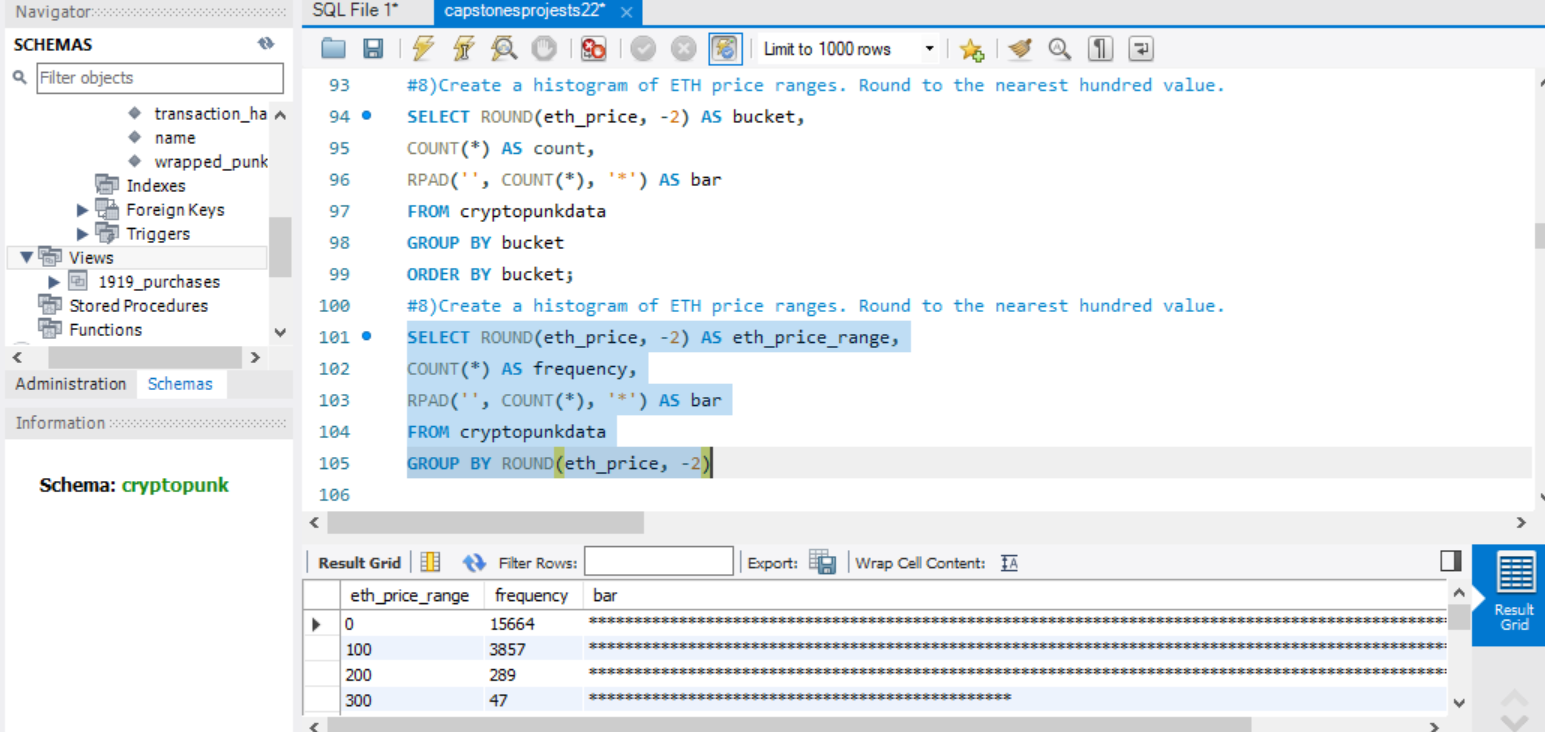 Navigator
SCHEMAS
Filter objects
transaction_ha
name
wrapped_punk
Indexes
Foreign Keys
Triggers
Views
1919_purchases
Stored Procedures
Functions
Administration Schemas
Information
Schema: cryptopunk
SQL File 1* capstonesprojests22*
Limit to 1000 rows
93 #8)Create a histogram of ETH price ranges. Round to the nearest hundred value.
94 SELECT ROUND(eth_price, -2) AS bucket,
95 COUNT(*) AS count,
96 RPAD('', COUNT(*), '*') AS bar
97 FROM cryptopunkdata
98 GROUP BY bucket
99 ORDER BY bucket;
100 #8)Create a histogram of ETH price ranges. Round to the nearest hundred value.
101 SELECT ROUND(eth_price, -2) AS eth_price_range,
102 COUNT(*) AS frequency,
103 RPAD('', COUNT(*), '*') AS bar
104 FROM cryptopunkdata
105 GROUP BY ROUND(eth_price, -2)
106
Result Grid Filter Rows: Export: Wrap Cell Content:
eth_price_range frequency bar
0 15664
100 3857
200 289
300 47
Result
Grid